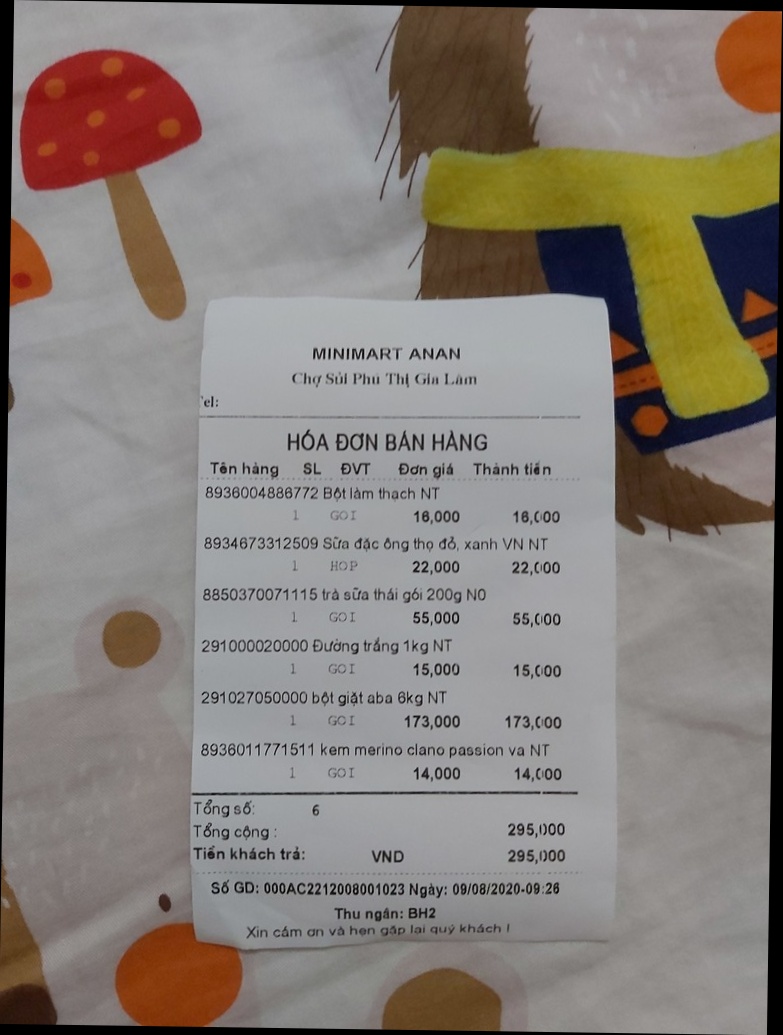 MINIMART ANAN
Chợ Sủi Phú Thị Gia Lâm
Tel:
HÓA ĐƠN BÁN HÀNG
Tên hàng SL ĐVT Đơn giá Thành tiền
8936004886772 Bột làm thạch NT
1 GOI 16,000 16,000
8934673312509 Sữa đặc ông thọ đỏ, xanh VN NT
1 HOP 22,000 22,000
8850370071115 trà sữa thái gói 200g N0
1 GOI 55,000 55,000
291000020000 Đường trắng 1kg NT
1 GOI 15,000 15,000
291027050000 bột giặt aba 6kg NT
1 GOI 173,000 173,000
8936011771511 kem merino clano passion va NT
1 GOI 14,000 14,000
Tổng số: 6
Tổng cộng : 295,000
Tiền khách trả: VND 295,000
Số GD: 000AC2212008001023 Ngày: 09/08/2020-09:26
Thu ngân: BH2
Xin cảm ơn và hẹn gặp lại quý khách !